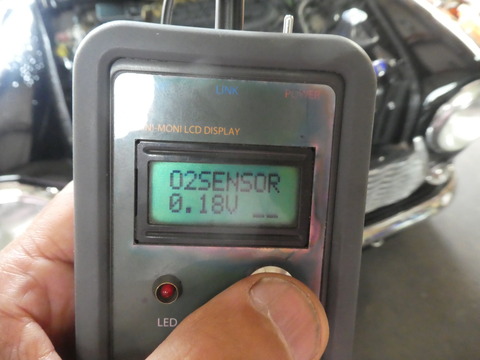 LINK
MONI LCD DISPLAY
O2SENSOR
0.18V
LED